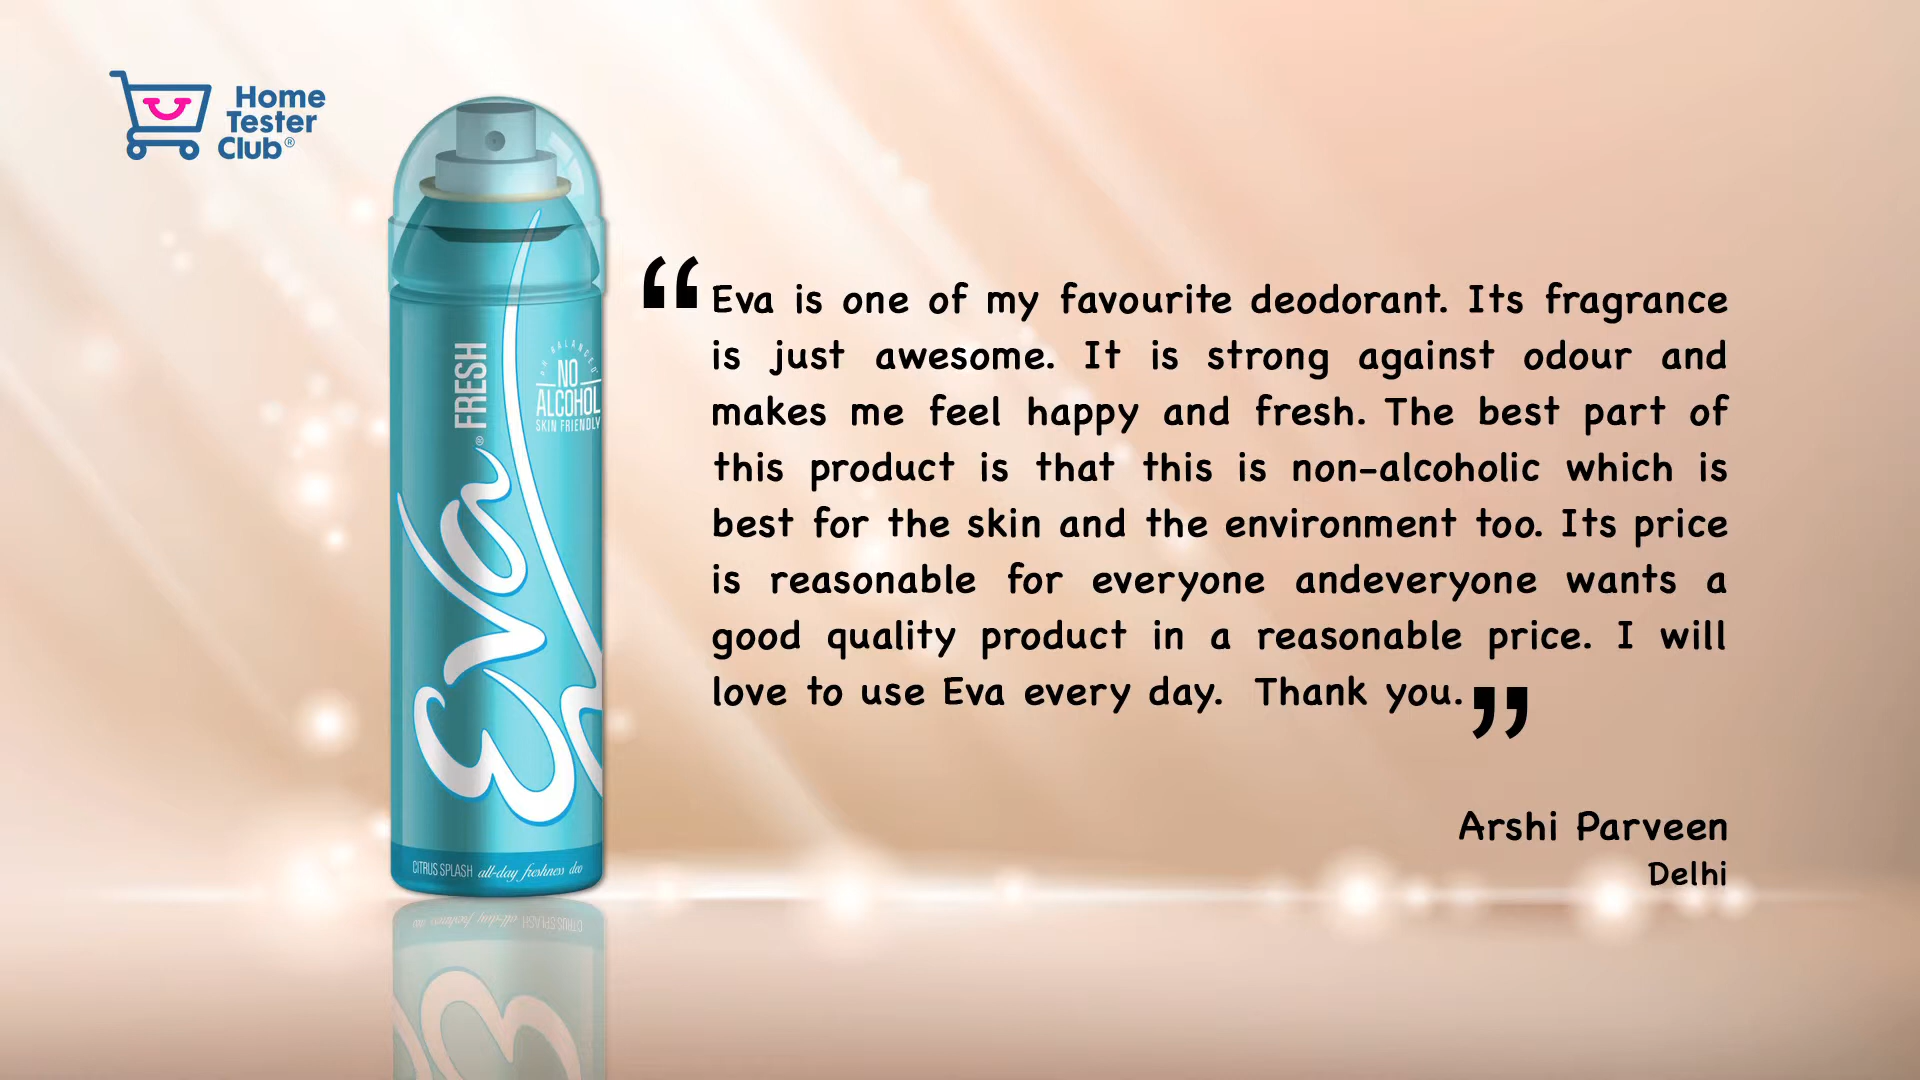 Home
Tester
Club®
Eva® FRESH
PH BALANCED
NO
ALCOHOL
SKIN FRIENDLY
CITRUS SPLASH all-day freshness deo
“Eva is one of my favourite deodorant. Its fragrance
is just awesome. It is strong against odour and
makes me feel happy and fresh. The best part of
this product is that this is non-alcoholic which is
best for the skin and the environment too. Its price
is reasonable for everyone andeveryone wants a
good quality product in a reasonable price. I will
love to use Eva every day. Thank you.”
Arshi Parveen
Delhi